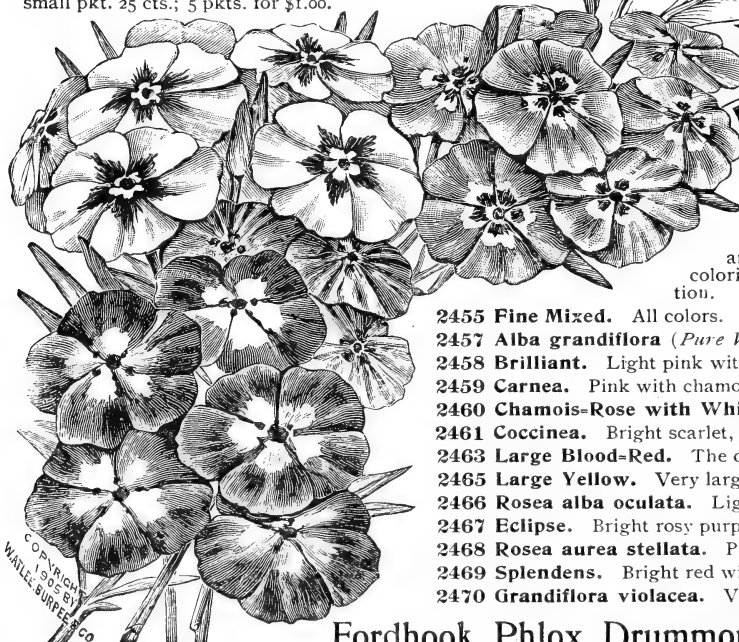 small pkt. 25 cts.; 5 pkts. for $1.00.
colori
tion.
2455 Fine Mixed. All colors.
2457 Alba grandiflora (Pure W
2458 Brilliant. Light pink wit
2459 Carnea. Pink with chamo
2460 Chamois=Rose with Whi
2461 Coccinea. Bright scarlet,
2463 Large Blood=Red. The c
2465 Large Yellow. Very larg
2466 Rosea alba oculata. Lig
2467 Eclipse. Bright rosy purp
2468 Rosea aurea stellata. P
2469 Splendens. Bright red wi
2470 Grandiflora violacea. V
COPYRIGHT
1905 BY
W.ATLEE BURPEE & CO
Fordhook Phlox Drummo